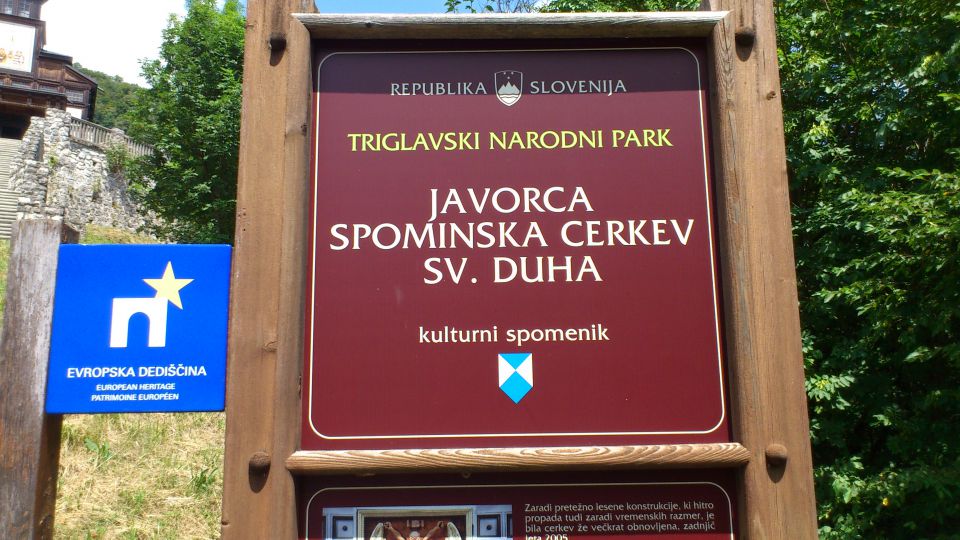 REPUBLIKA SLOVENIJA
TRIGLAVSKI NARODNI PARK
JAVORCA
SPOMINSKA CERKEV
SV. DUHA
kulturni spomenik
EVROPSKA DEDIŠČINA
EUROPEAN HERITAGE
PATRIMOINE EUROPÉEN
Zaradi pretežno lesene konstrukcije, ki hitro
propada tudi zaradi vremenskih razmer, je
bila cerkev že večkrat obnovljena, zadnjič
leta 2005